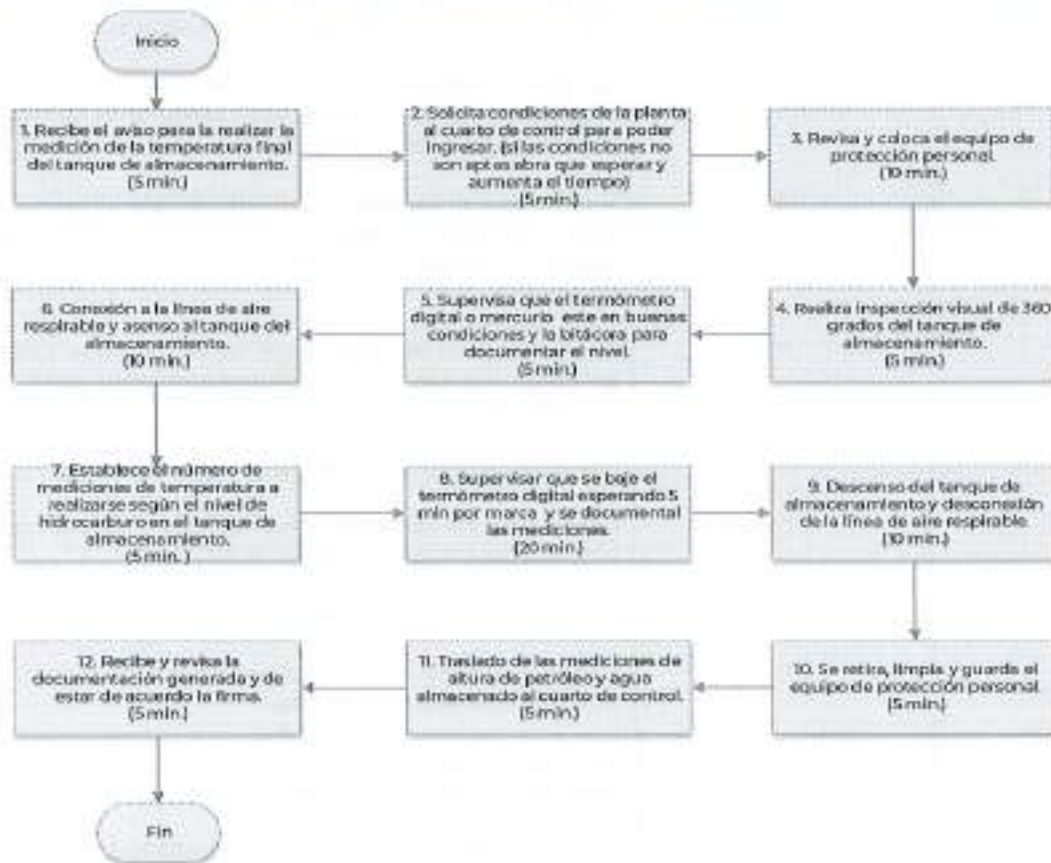 Inicio
1. Recibe el aviso para la realizar la
medición de la temperatura final
del tanque de almacenamiento.
(5 min.)
2. Solicita condiciones de la planta
al cuarto de control para poder
ingresar. (si las condiciones no
son aptas abra que esperar y
aumenta el tiempo)
(5 min.)
3. Revisa y coloca el equipo de
protección personal.
(10 min.)
4. Realiza inspección visual de 360
grados del tanque de
almacenamiento.
(5 min.)
5. Supervisa que el termómetro
digital o mercurio este en buenas
condiciones y la bitácora para
documentar el nivel.
(5 min.)
6. Conexión a la línea de aire
respirable y asenso al tanque del
almacenamiento.
(10 min.)
7. Establece el número de
mediciones de temperatura a
realizarse según el nivel de
hidrocarburo en el tanque de
almacenamiento.
(5 min. )
8. Supervisar que se baje el
termómetro digital esperando 5
min por marca y se documental
las mediciones.
(20 min.)
9. Descenso del tanque de
almacenamiento y desconexión
de la línea de aire respirable.
(10 min.)
10. Se retira, limpia y guarda el
equipo de protección personal
(5 min.)
11. Traslado de las mediciones de
altura de petróleo y agua
almacenado al cuarto de control.
(5 min.)
12. Recibe y revisa la
documentación generada y de
estar de acuerdo la firma.
(5 min.)
Fin